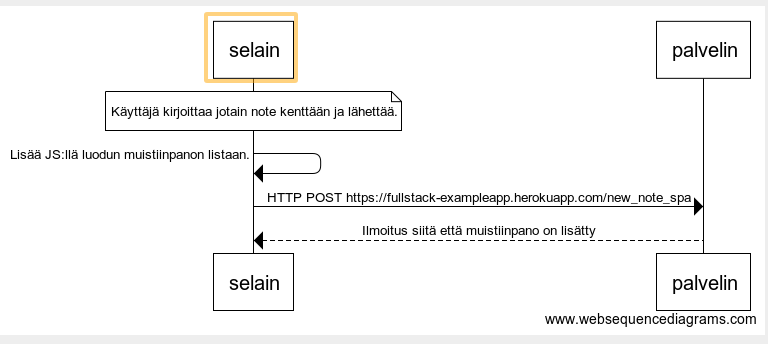 selain
palvelin
Käyttäjä kirjoittaa jotain note kenttään ja lähettää.
Lisää JS:llä luodun muistiinpanon listaan.
HTTP POST https://fullstack-exampleapp.herokuapp.com/new_note_spa
Ilmoitus siitä että muistiinpano on lisätty
selain
palvelin
www.websequencediagrams.com